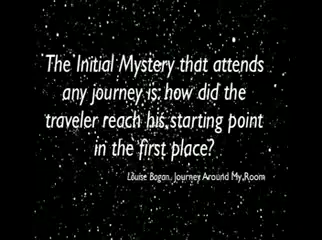 The Initial Mystery that attends
any journey is: how did the
traveler reach his starting point
in the first place?
Louise Bogan, Journey Around My Room